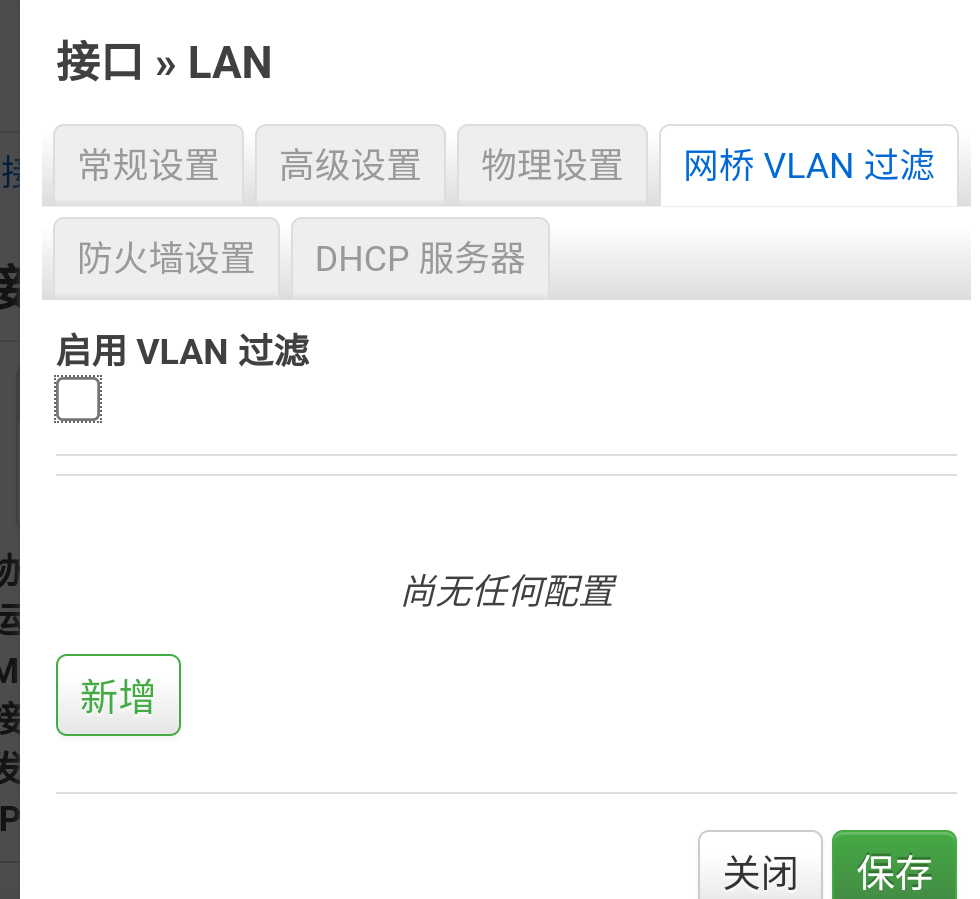 接口 » LAN
常规设置 高级设置 物理设置 网桥 VLAN 过滤
防火墙设置 DHCP 服务器
启用 VLAN 过滤
尚无任何配置
新增
关闭 保存